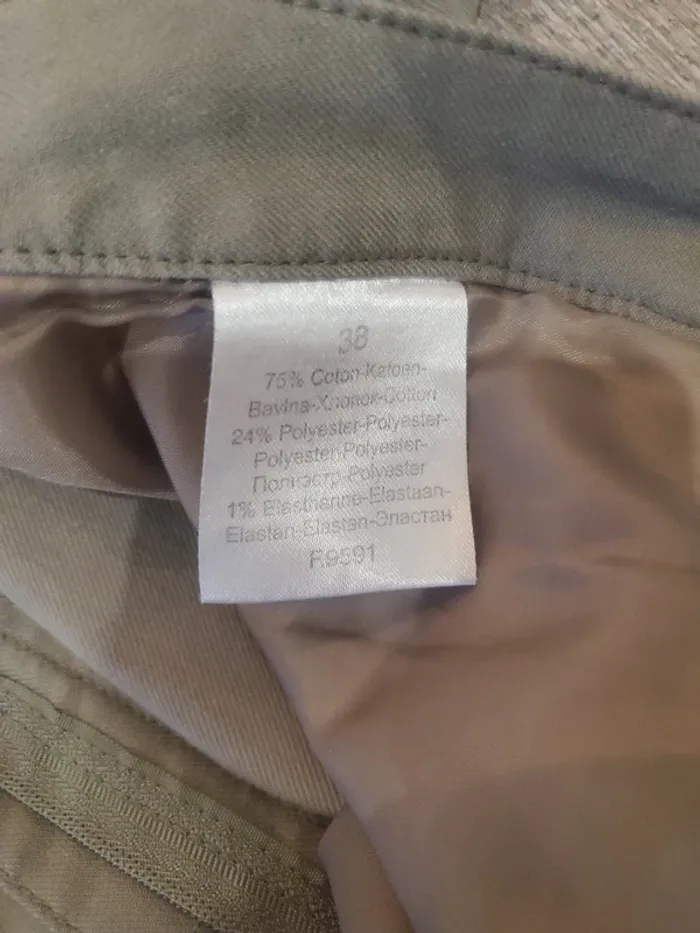 38
75% Coton-Katoen-
Bavlna-Хлопок-Cotton
24% Polyester-Polyester-
Polyester Polyester-
Полиэстр-Polyester
1% Elasthanne-Elastaan-
Elastan-Elastan-Эластан
F.9591